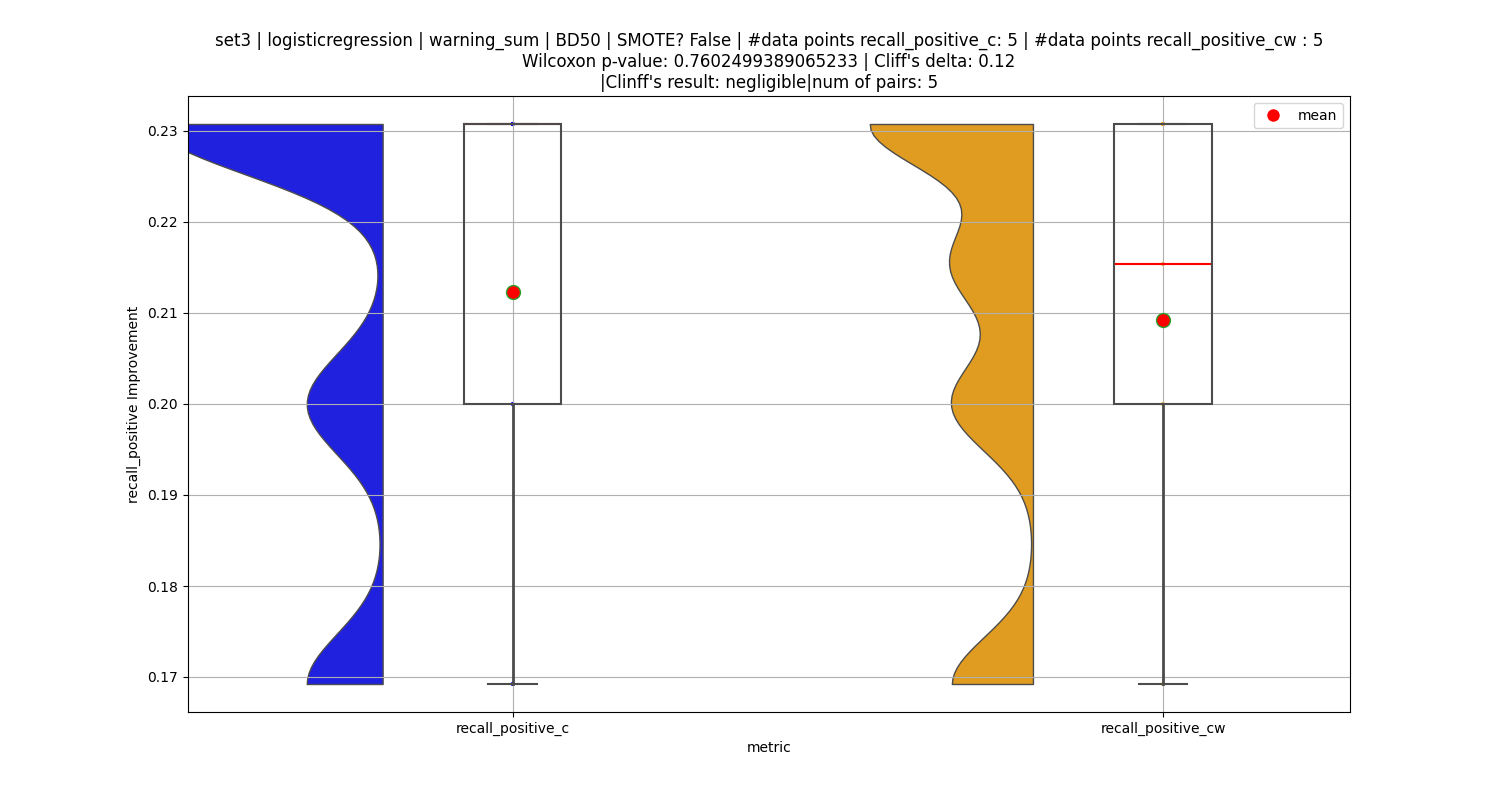 set3 | logisticregression | warning_sum | BD50 | SMOTE? False | #data points recall_positive_c: 5 | #data points recall_positive_cw : 5
Wilcoxon p-value: 0.7602499389065233 | Cliff's delta: 0.12
|Clinff's result: negligible|num of pairs: 5
mean
0.23
0.22
0.21
0.20
0.19
0.18
0.17
recall_positive Improvement
recall_positive_c
recall_positive_cw
metric